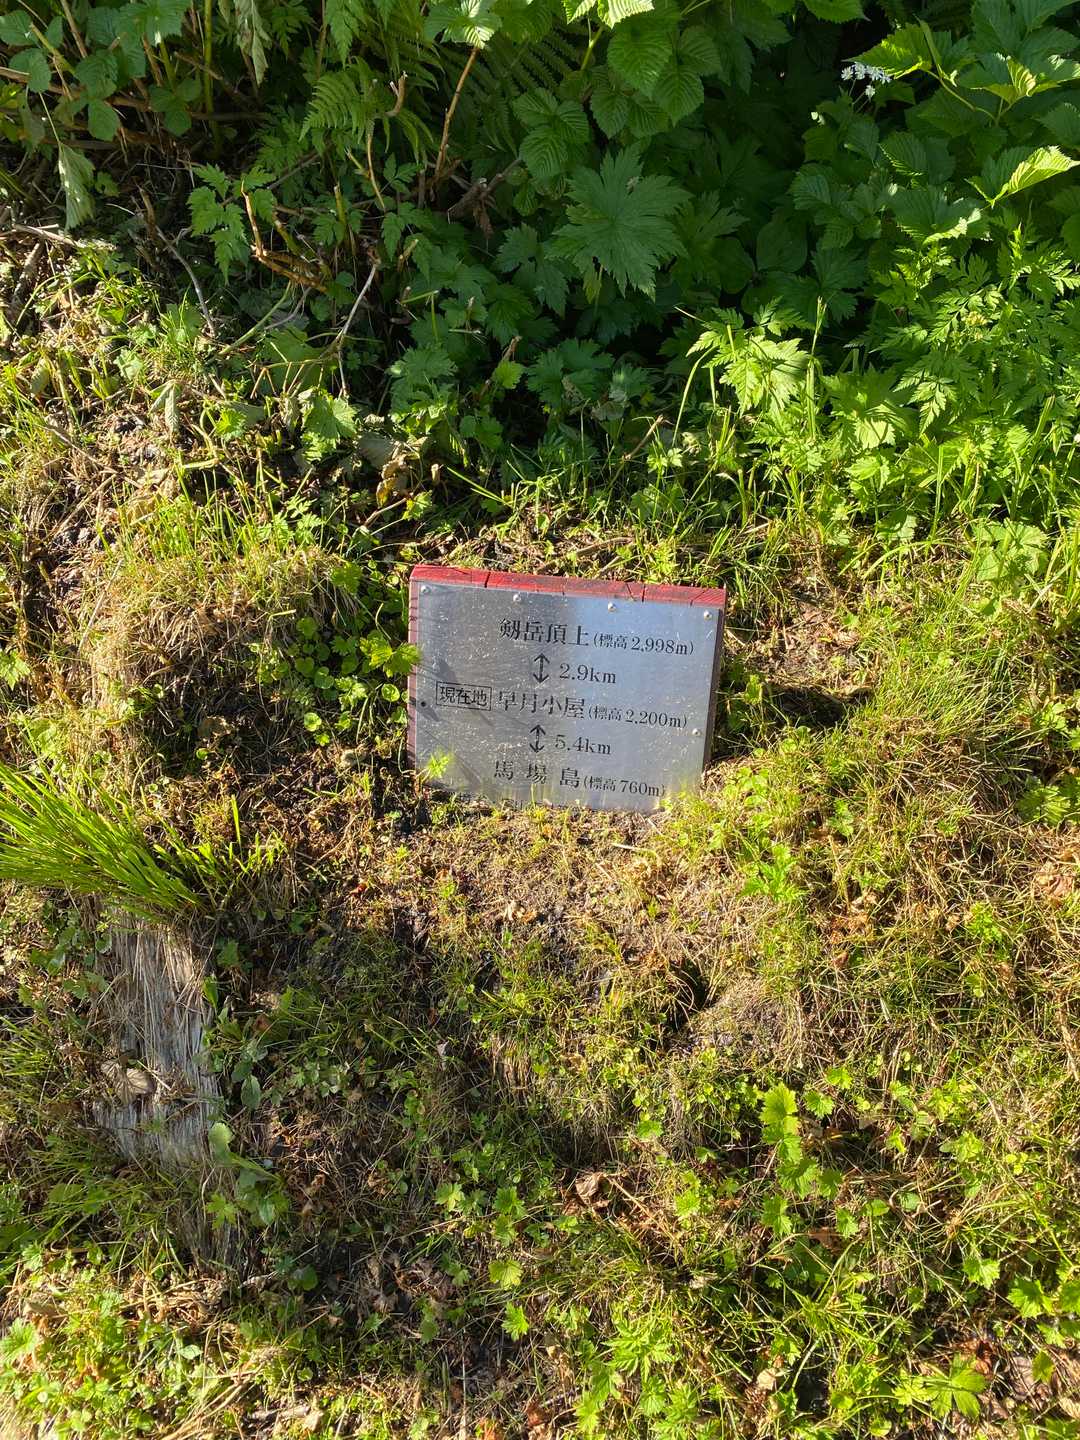 剱岳頂上(標高2,998m)
↕ 2.9km
現在地 早月小屋(標高2,200m)
↕ 5.4km
馬場島(標高760m)